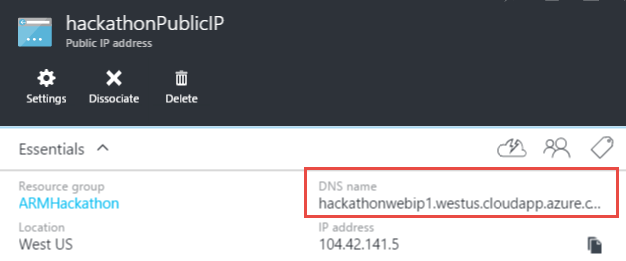 hackathonPublicIP
Public IP address
Settings Dissociate Delete
Essentials
Resource group DNS name
ARMHackathon hackathonwebip1.westus.cloudapp.azure.c...
Location IP address
West US 104.42.141.5